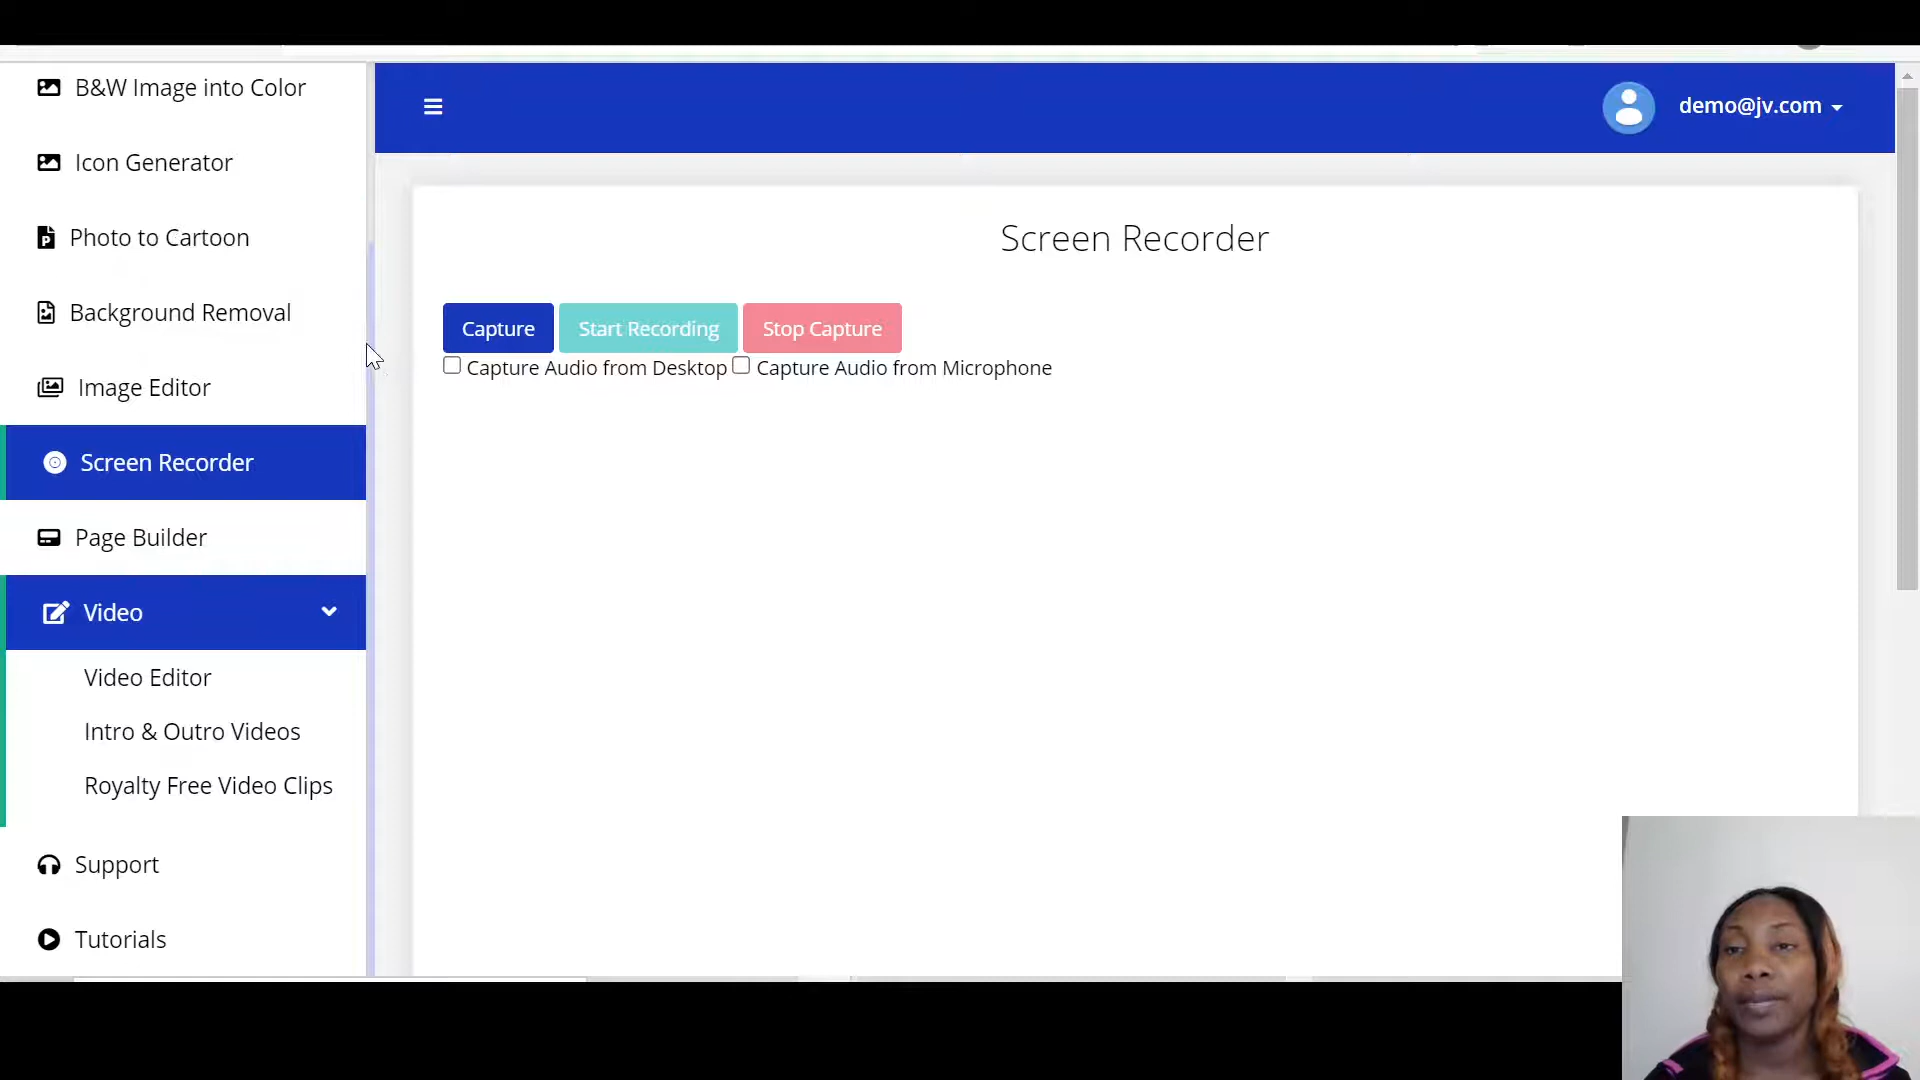 B&W Image into Color
Icon Generator
Photo to Cartoon
Background Removal
Image Editor
Screen Recorder
Page Builder
Video
Video Editor
Intro & Outro Videos
Royalty Free Video Clips
Support
Tutorials
demo@jv.com
Screen Recorder
Capture Start Recording Stop Capture
Capture Audio from Desktop Capture Audio from Microphone